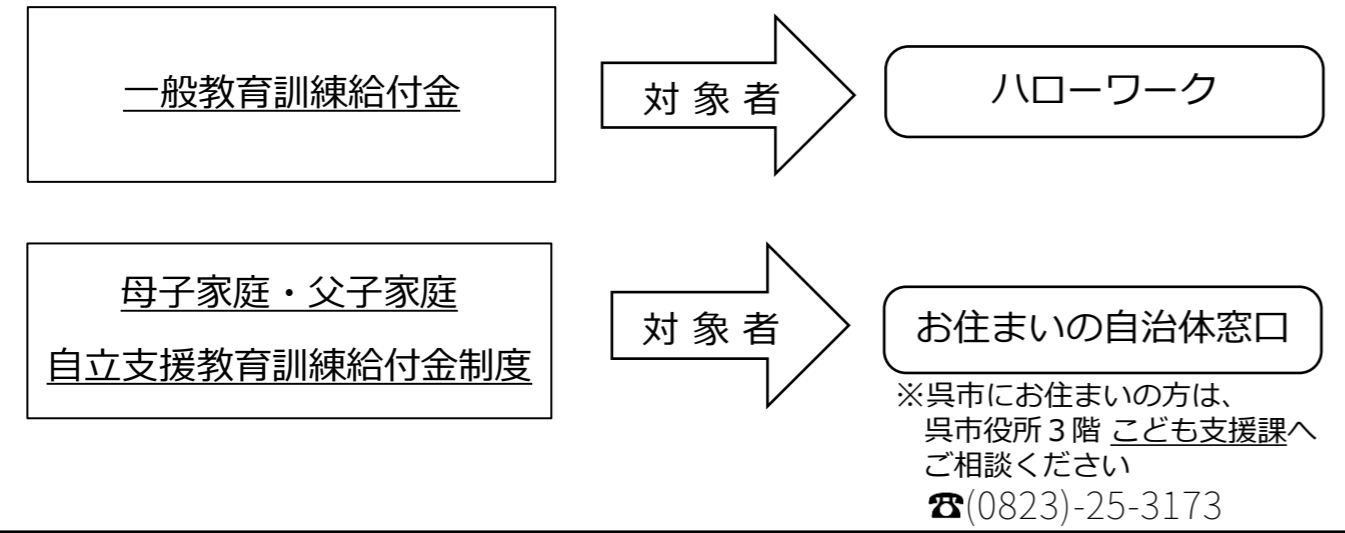 一般教育訓練給付金
対象者
ハローワーク
母子家庭・父子家庭
自立支援教育訓練給付金制度
対象者
お住まいの自治体窓口
※呉市にお住まいの方は、
呉市役所３階 こども支援課へ
ご相談ください
☎(0823)-25-3173